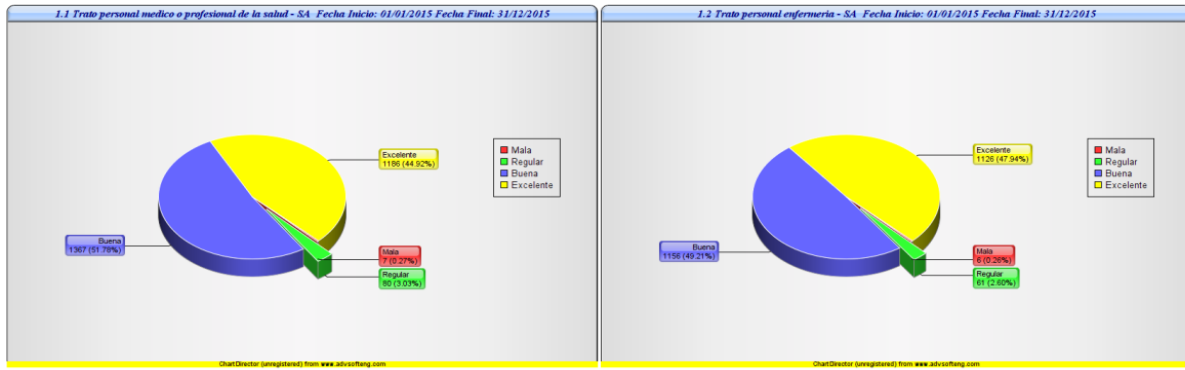 1.1 Trato personal medico o profesional de la salud - SA Fecha Inicio: 01/01/2015 Fecha Final: 31/12/2015
Excelente
1186 (44.92%)
Mala
Regular
Buena
Excelente
Buena
1367 (51.78%)
Mala
7 (0.27%)
Regular
80 (3.03%)
ChartDirector (unregistered) from www.advsofteng.com
1.2 Trato personal enfermeria - SA Fecha Inicio: 01/01/2015 Fecha Final: 31/12/2015
Excelente
1126 (47.94%)
Mala
Regular
Buena
Excelente
Buena
1156 (49.21%)
Mala
6 (0.26%)
Regular
61 (2.60%)
ChartDirector (unregistered) from www.advsofteng.com